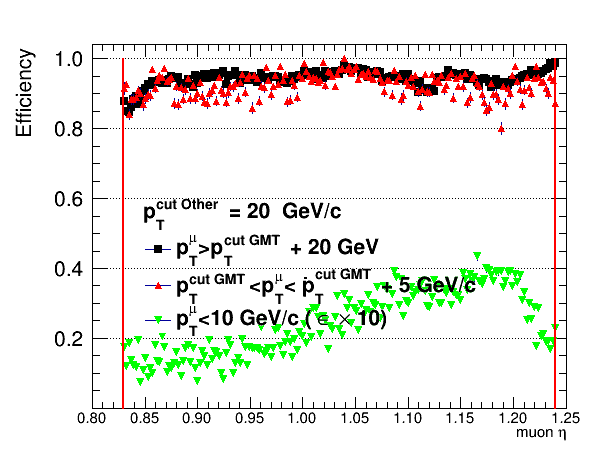 Efficiency
1.0
0.8
0.6
0.4
0.2
p_T^cut Other = 20 GeV/c
p_T^μ>p_T^cut GMT + 20 GeV
p_T^cut GMT <p_T^μ< p_T^cut GMT + 5 GeV/c
p_T^μ<10 GeV/c ( ∈ × 10)
0.80 0.85 0.90 0.95 1.00 1.05 1.10 1.15 1.20 1.25
muon η